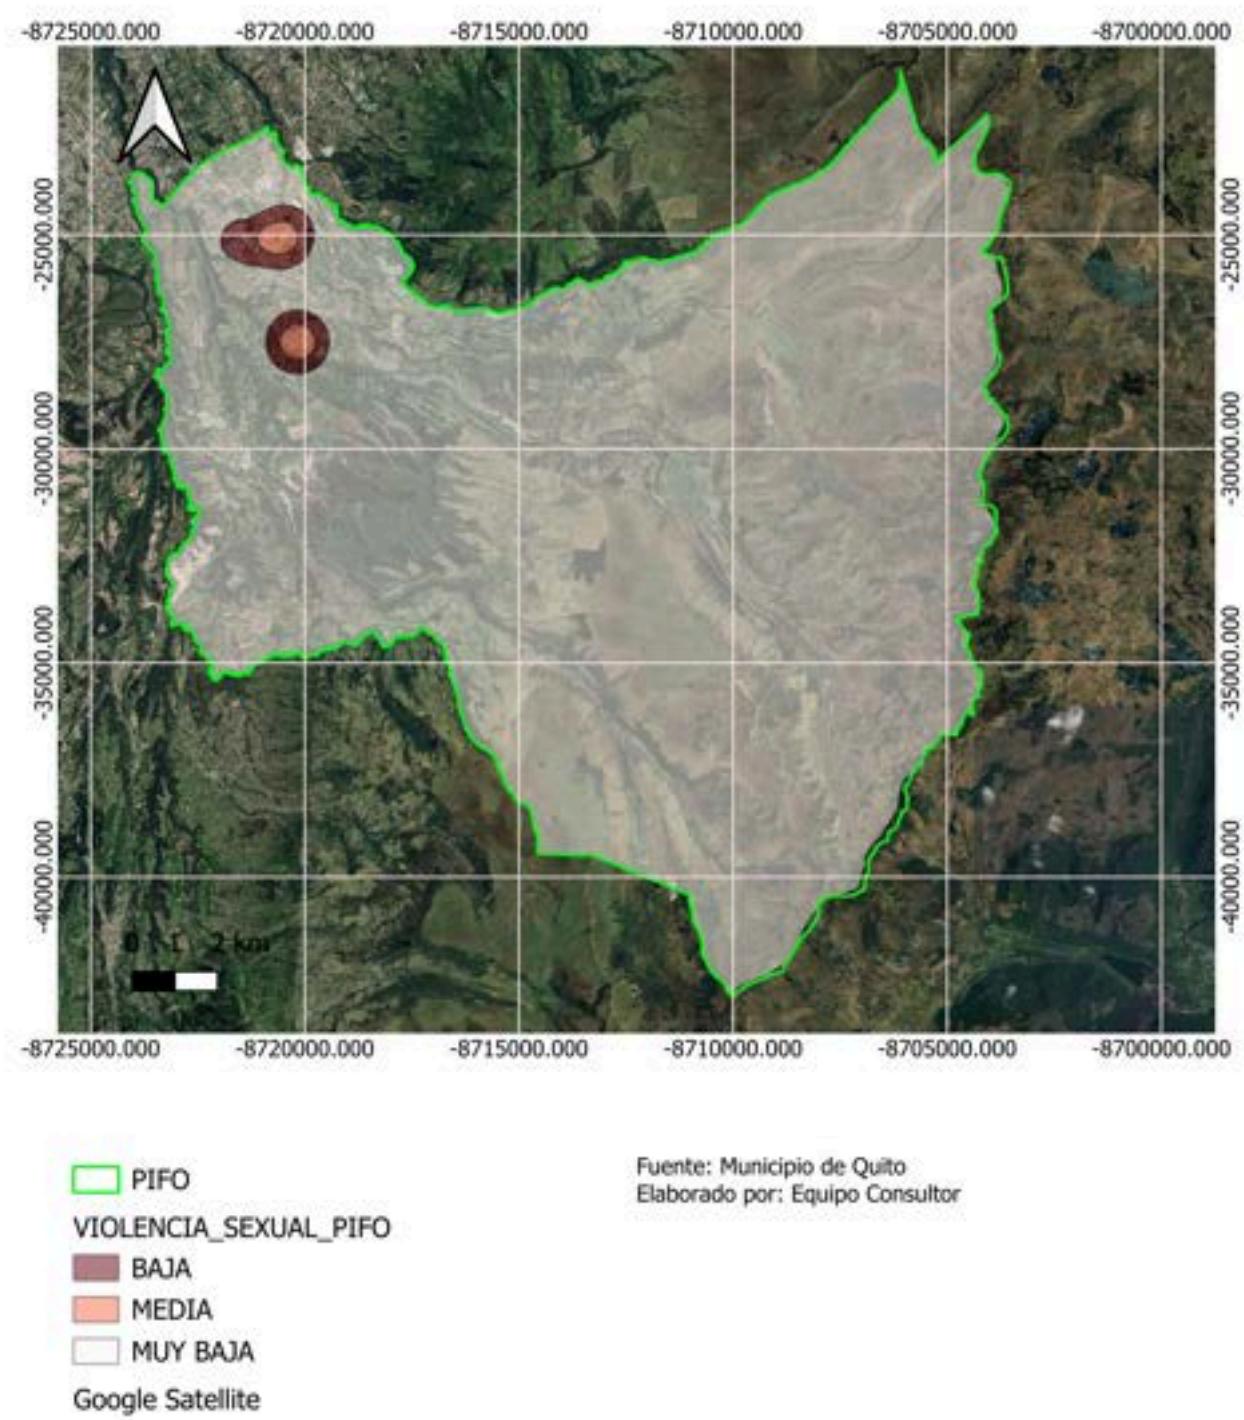 -8725000.000 -8720000.000 -8715000.000 -8710000.000 -8705000.000 -8700000.000
-25000.000 -25000.000
-30000.000 -30000.000
-35000.000 -35000.000
-40000.000 -40000.000
0 1 2 km
-8725000.000 -8720000.000 -8715000.000 -8710000.000 -8705000.000 -8700000.000
PIFO
VIOLENCIA_SEXUAL_PIFO
BAJA
MEDIA
MUY BAJA
Google Satellite
Fuente: Municipio de Quito
Elaborado por: Equipo Consultor